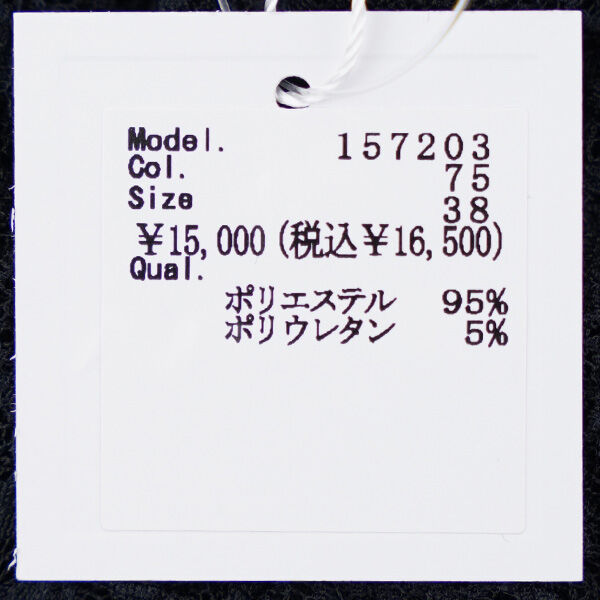 Model. 157203
Col. 75
Size 38
￥15,000 (税込￥16,500)
Qual.
ポリエステル 95%
ポリウレタン 5%